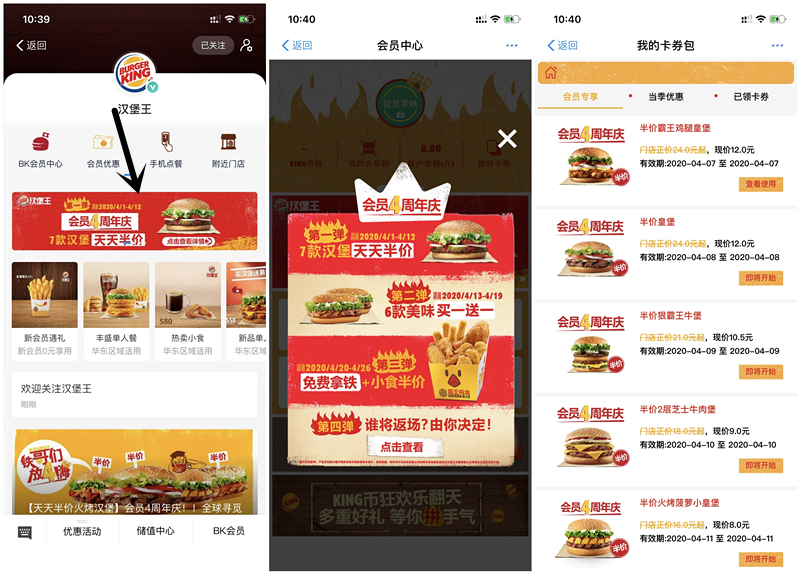 10:39
返回
已关注
BURGER KING
汉堡王
BK会员中心
会员优惠
手机点餐
附近门店
汉堡王
第一弹 2020/4/1-4/12
会员4周年庆
7款汉堡 天天半价
点击查看详情
新会员遇礼
新会员0元享用
丰盛单人餐
华东区域适用
热卖小食
华东区域适用
新品单人
华东区域
欢迎关注汉堡王
刚刚
铁哥们
放4嗨
半价
半价
半价
【天天半价火烤汉堡】会员4周年庆！！全球寻觅
优惠活动
储值中心
BK会员
10:40
返回
会员中心
智慧零钱
0.00
我的卡券
汉堡王
会员4周年庆
第一弹 2020/4/1-4/12
7款汉堡 天天半价
第二弹 2020/4/13-4/19
6款美味 买一送一
2020/4/20-4/26 第三弹
免费拿铁+小食半价
第四弹 谁将返场？由你决定！
点击查看
KING币狂欢乐翻天
多重好礼 等你拼手气
10:40
返回
我的卡券包
会员专享
当季优惠
已领卡券
会员4周年庆
半价
半价霸王鸡腿皇堡
门店正价24.0元起，现价12.0元
有效期:2020-04-07 至 2020-04-07
查看使用
会员4周年庆
半价
半价皇堡
门店正价24.0元起，现价12.0元
有效期:2020-04-08 至 2020-04-08
即将开始
会员4周年庆
半价
半价狠霸王牛堡
门店正价21.0元起，现价10.5元
有效期:2020-04-09 至 2020-04-09
即将开始
会员4周年庆
半价
半价2层芝士牛肉堡
门店正价18.0元起，现价9.0元
有效期:2020-04-10 至 2020-04-10
即将开始
会员4周年庆
半价
半价火烤菠萝小皇堡
门店正价16.0元起，现价8.0元
有效期:2020-04-11 至 2020-04-11
即将开始